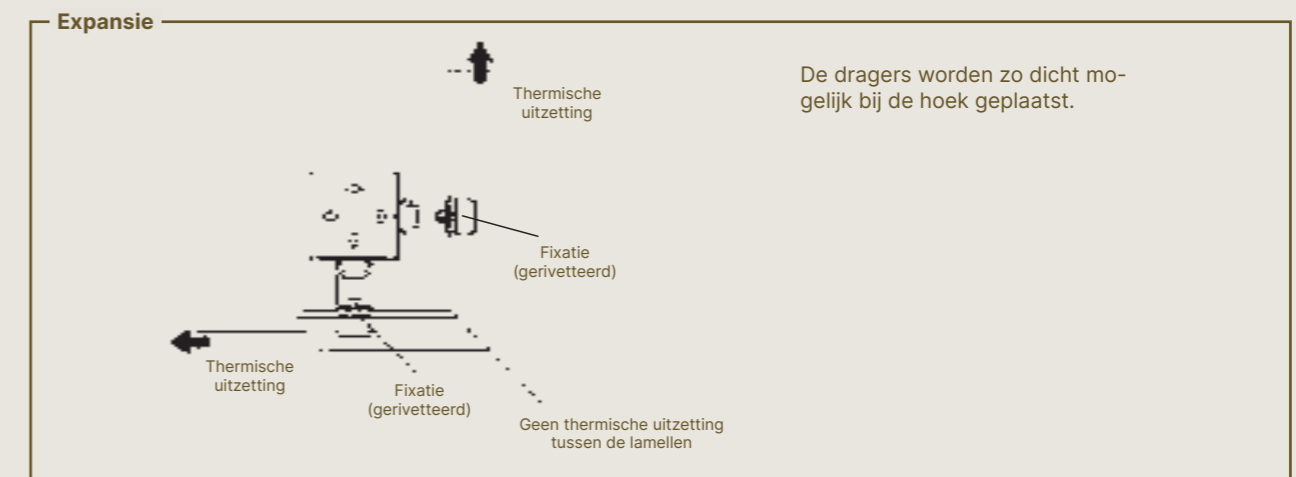 Expansie
Thermische
uitzetting
De dragers worden zo dicht mo-
gelijk bij de hoek geplaatst.
Fixatie
(gerivetteerd)
Thermische
uitzetting
Fixatie
(gerivetteerd)
Geen thermische uitzetting
tussen de lamellen